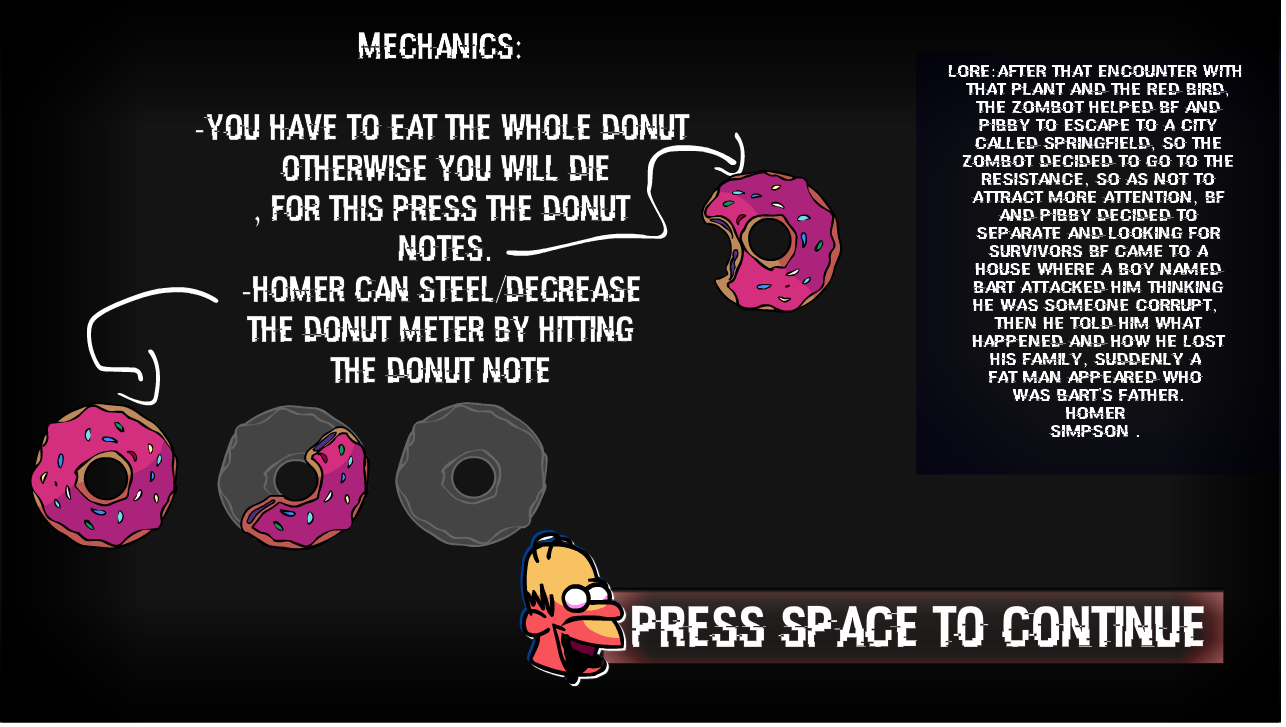 MECHANICS:
-YOU HAVE TO EAT THE WHOLE DONUT
OTHERWISE YOU WILL DIE
, FOR THIS PRESS THE DONUT
NOTES.
-HOMER CAN STEEL/DECREASE
THE DONUT METER BY HITTING
THE DONUT NOTE
LORE:AFTER THAT ENCOUNTER WITH
THAT PLANT AND THE RED BIRD,
THE ZOMBOT HELPED BF AND
PIBBY TO ESCAPE TO A CITY
CALLED SPRINGFIELD, SO THE
ZOMBOT DECIDED TO GO TO THE
RESISTANCE, SO AS NOT TO
ATTRACT MORE ATTENTION, BF
AND PIBBY DECIDED TO
SEPARATE AND LOOKING FOR
SURVIVORS BF CAME TO A
HOUSE WHERE A BOY NAMED
BART ATTACKED HIM THINKING
HE WAS SOMEONE CORRUPT,
THEN HE TOLD HIM WHAT
HAPPENED AND HOW HE LOST
HIS FAMILY, SUDDENLY A
FAT MAN APPEARED WHO
WAS BART'S FATHER.
HOMER
SIMPSON .
PRESS SPACE TO CONTINUE